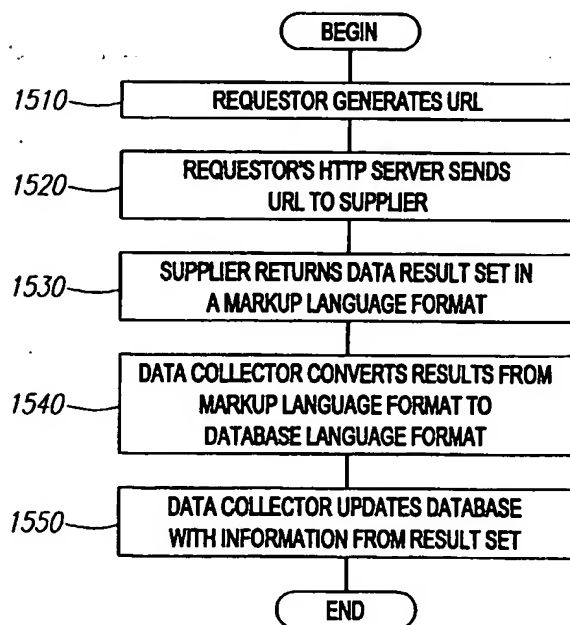 BEGIN
1510
REQUESTOR GENERATES URL
1520
REQUESTOR'S HTTP SERVER SENDS
URL TO SUPPLIER
1530
SUPPLIER RETURNS DATA RESULT SET IN
A MARKUP LANGUAGE FORMAT
1540
DATA COLLECTOR CONVERTS RESULTS FROM
MARKUP LANGUAGE FORMAT TO
DATABASE LANGUAGE FORMAT
1550
DATA COLLECTOR UPDATES DATABASE
WITH INFORMATION FROM RESULT SET
END